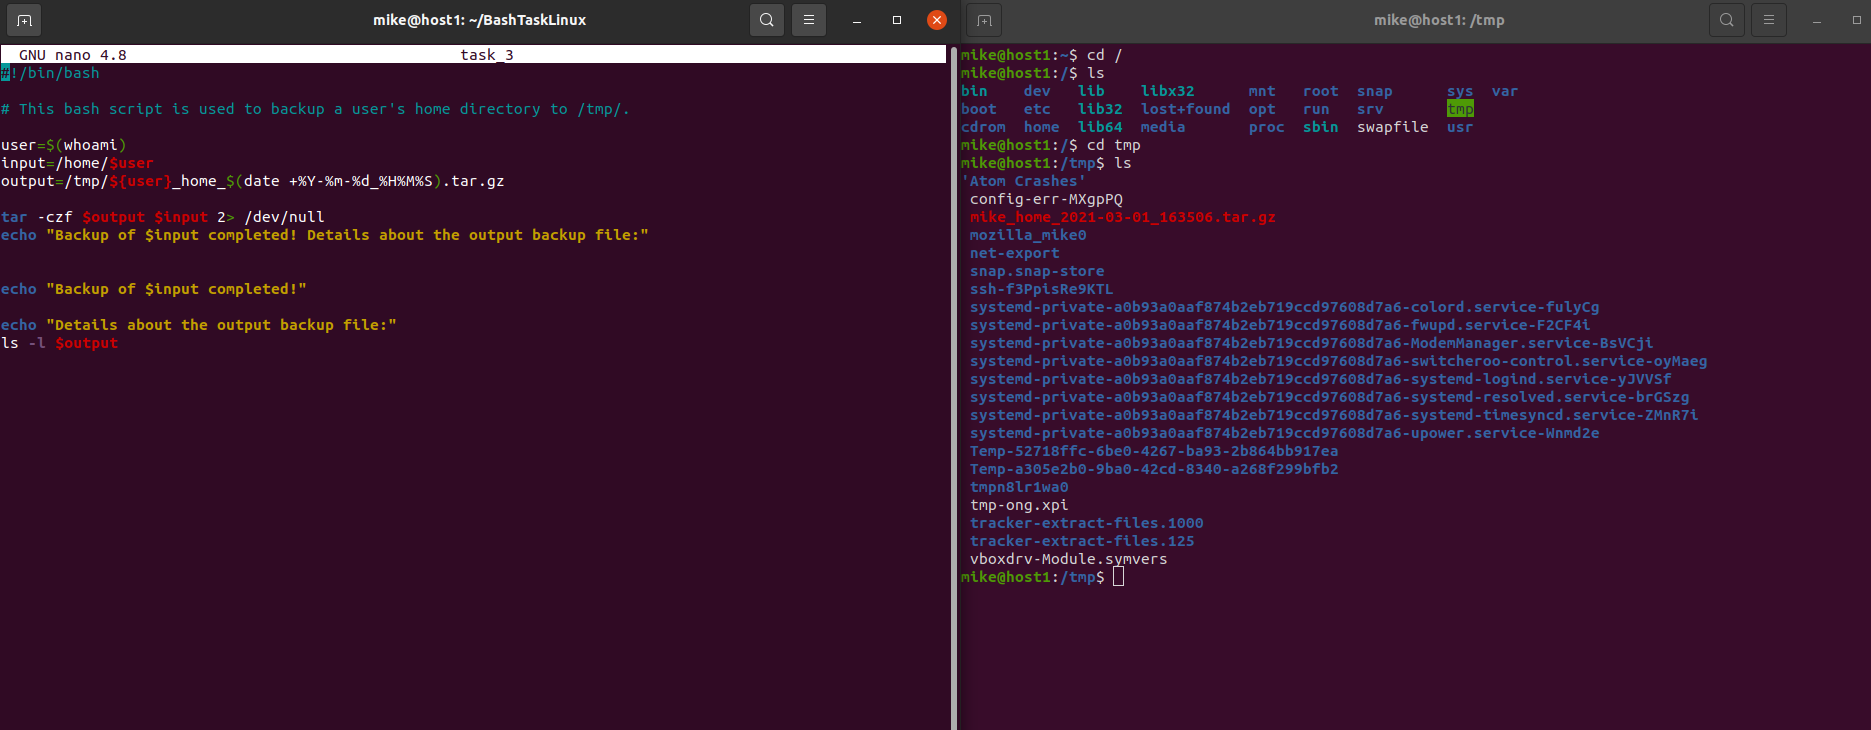 mike@host1: ~/BashTaskLinux
GNU nano 4.8 task_3
#!/bin/bash
# This bash script is used to backup a user's home directory to /tmp/.
user=$(whoami)
input=/home/$user
output=/tmp/${user}_home_$(date +%Y-%m-%d_%H%M%S).tar.gz
tar -czf $output $input 2> /dev/null
echo "Backup of $input completed! Details about the output backup file:"
echo "Backup of $input completed!"
echo "Details about the output backup file:"
ls -l $output
mike@host1: /tmp
mike@host1:~$ cd /
mike@host1:/$ ls
bin dev lib libx32 mnt root snap sys var
boot etc lib32 lost+found opt run srv tmp
cdrom home lib64 media proc sbin swapfile usr
mike@host1:/$ cd tmp
mike@host1:/tmp$ ls
'Atom Crashes'
config-err-MXgpPQ
mike_home_2021-03-01_163506.tar.gz
mozilla_mike0
net-export
snap.snap-store
ssh-f3PpisRe9KTL
systemd-private-a0b93a0aaf874b2eb719ccd97608d7a6-colord.service-fulyCg
systemd-private-a0b93a0aaf874b2eb719ccd97608d7a6-fwupd.service-F2CF4i
systemd-private-a0b93a0aaf874b2eb719ccd97608d7a6-ModemManager.service-BsVCji
systemd-private-a0b93a0aaf874b2eb719ccd97608d7a6-switcheroo-control.service-oyMaeg
systemd-private-a0b93a0aaf874b2eb719ccd97608d7a6-systemd-logind.service-yJVVSf
systemd-private-a0b93a0aaf874b2eb719ccd97608d7a6-systemd-resolved.service-brGSzg
systemd-private-a0b93a0aaf874b2eb719ccd97608d7a6-systemd-timesyncd.service-ZMnR7i
systemd-private-a0b93a0aaf874b2eb719ccd97608d7a6-upower.service-Wnmd2e
Temp-52718ffc-6be0-4267-ba93-2b864bb917ea
Temp-a305e2b0-9ba0-42cd-8340-a268f299bfb2
tmpn8lr1wa0
tmp-ong.xpi
tracker-extract-files.1000
tracker-extract-files.125
vboxdrv-Module.symvers
mike@host1:/tmp$